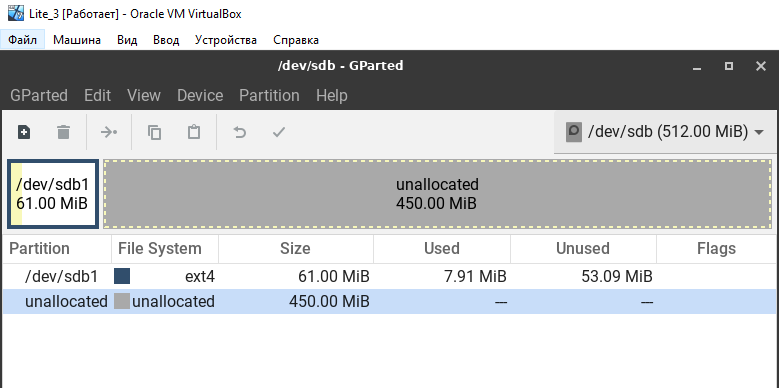 Lite_3 [Работает] - Oracle VM VirtualBox
Файл Машина Вид Ввод Устройства Справка
/dev/sdb - GParted
GParted Edit View Device Partition Help
/dev/sdb (512.00 MiB)
/dev/sdb1
61.00 MiB
unallocated
450.00 MiB
Partition File System Size Used Unused Flags
/dev/sdb1 ext4 61.00 MiB 7.91 MiB 53.09 MiB
unallocated unallocated 450.00 MiB --- ---